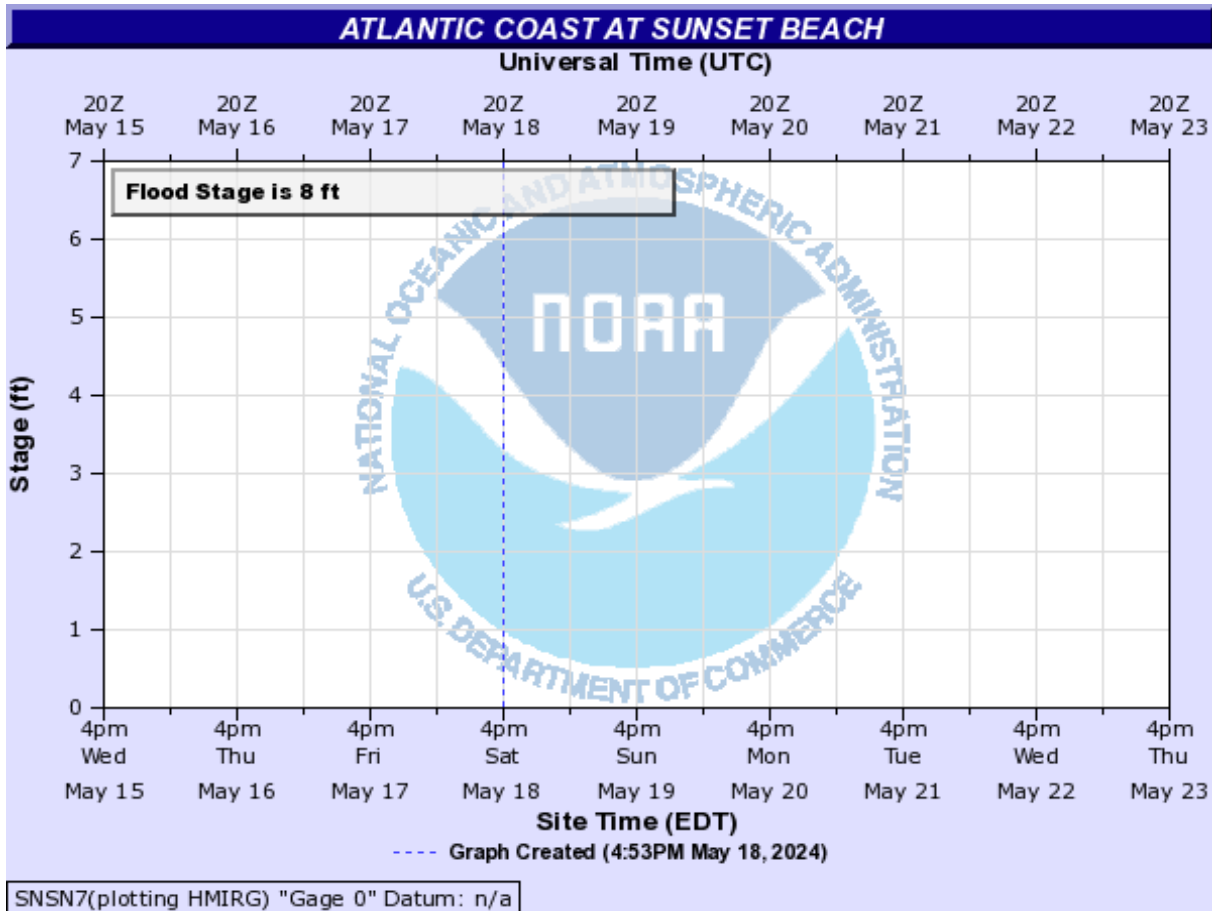 ATLANTIC COAST AT SUNSET BEACH
Universal Time (UTC)
20Z 20Z 20Z 20Z 20Z 20Z 20Z 20Z 20Z
May 15 May 16 May 17 May 18 May 19 May 20 May 21 May 22 May 23
7
Flood Stage is 8 ft
NATIONAL OCEANIC AND ATMOSPHERIC ADMINISTRATION
6
NOAA
5
4
Stage (ft)
3
2
1
U.S. DEPARTMENT OF COMMERCE
0
4pm 4pm 4pm 4pm 4pm 4pm 4pm 4pm 4pm
Wed Thu Fri Sat Sun Mon Tue Wed Thu
May 15 May 16 May 17 May 18 May 19 May 20 May 21 May 22 May 23
Site Time (EDT)
---- Graph Created (4:53PM May 18, 2024)
SNSN7(plotting HMIRG) "Gage 0" Datum: n/a